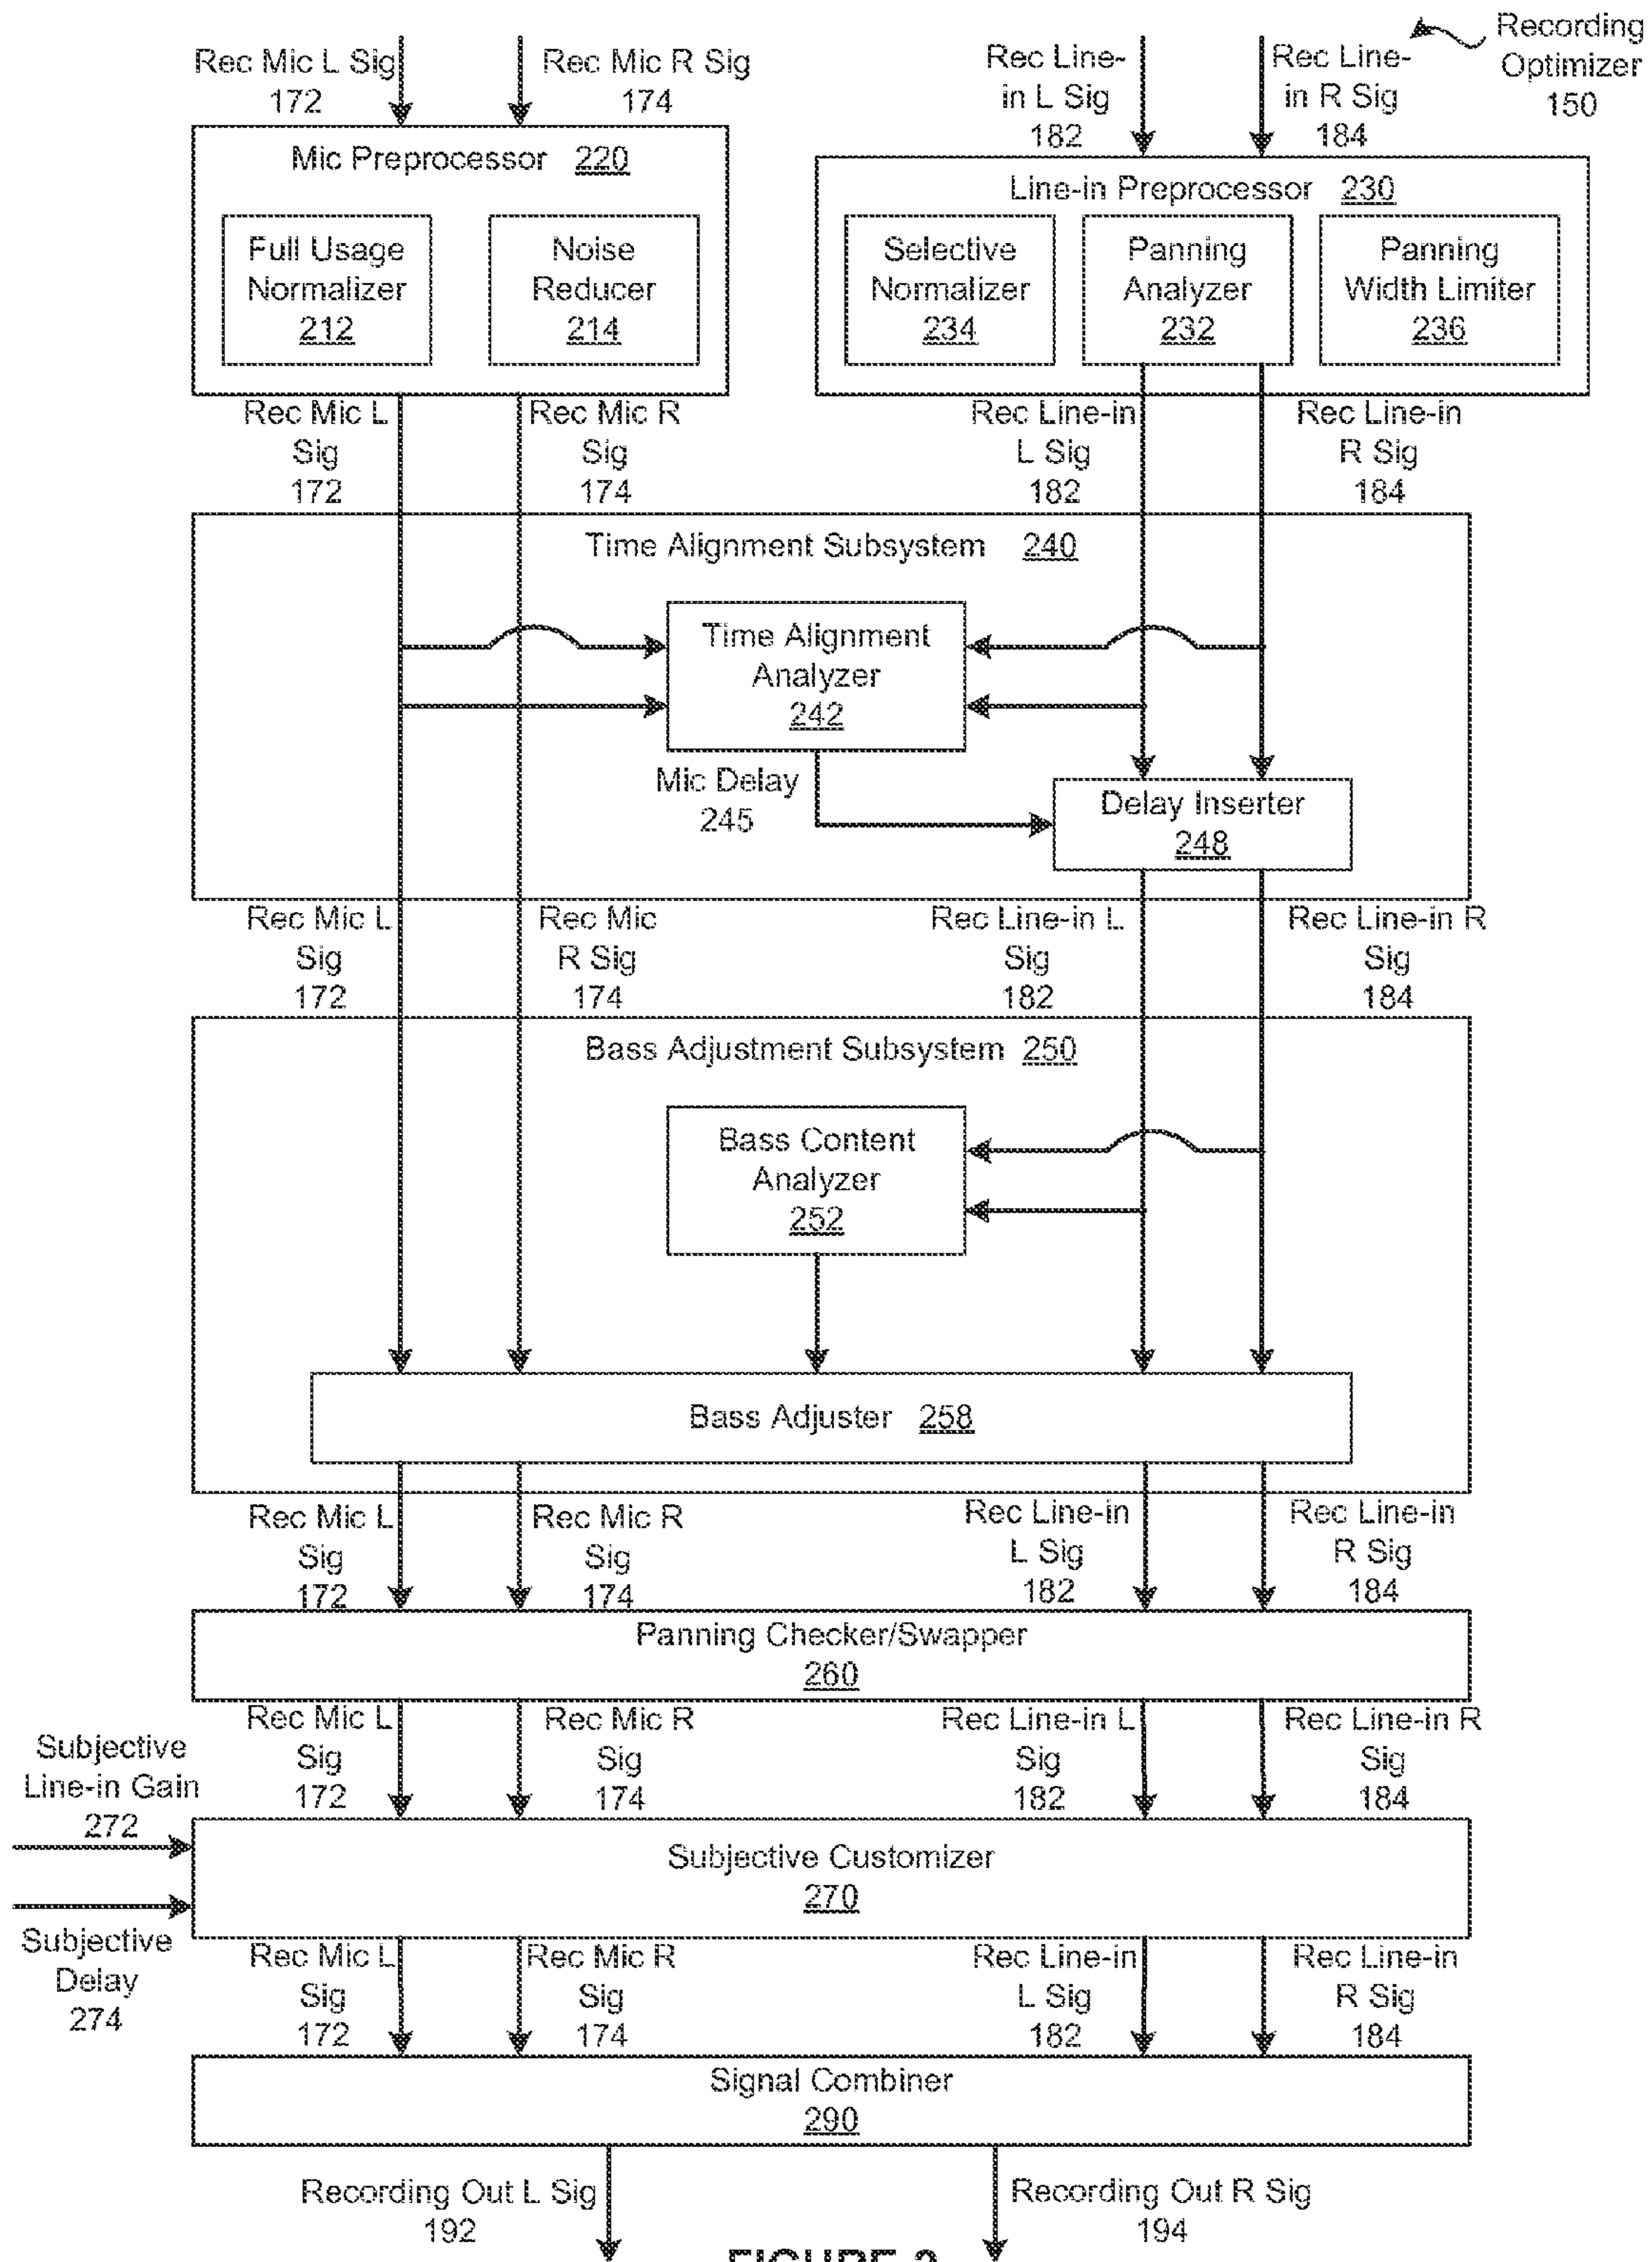 Recording
Optimizer
150
Rec Mic L Sig
172
Rec Mic R Sig
174
Rec Line-
in L Sig
182
Rec Line-
in R Sig
184
Mic Preprocessor 220
Full Usage
Normalizer
212
Noise
Reducer
214
Line-in Preprocessor 230
Selective
Normalizer
234
Panning
Analyzer
232
Panning
Width Limiter
236
Rec Mic L
Sig
172
Rec Mic R
Sig
174
Rec Line-in
L Sig
182
Rec Line-in
R Sig
184
Time Alignment Subsystem 240
Time Alignment
Analyzer
242
Mic Delay
245
Delay Inserter
248
Rec Mic L
Sig
172
Rec Mic
R Sig
174
Rec Line-in L
Sig
182
Rec Line-in R
Sig
184
Bass Adjustment Subsystem 250
Bass Content
Analyzer
252
Bass Adjuster 258
Rec Mic L
Sig
172
Rec Mic R
Sig
174
Rec Line-in
L Sig
182
Rec Line-in
R Sig
184
Panning Checker/Swapper
260
Rec Mic L
Sig
172
Rec Mic R
Sig
174
Rec Line-in L
Sig
182
Rec Line-in R
Sig
184
Subjective
Line-in Gain
272
Subjective Customizer
270
Subjective
Delay
274
Rec Mic L
Sig
172
Rec Mic R
Sig
174
Rec Line-in
L Sig
182
Rec Line-in
R Sig
184
Signal Combiner
290
Recording Out L Sig
192
Recording Out R Sig
194
FIGURE